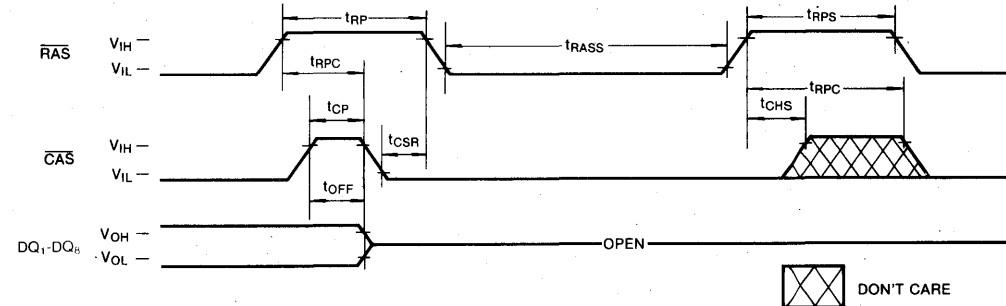 tRP
tRPS
RAS
VIH
VIL
tRASS
tRPC
tRPC
tCP
tCHS
tCSR
CAS
VIH
VIL
tOFF
DQ1-DQ8
VOH
VOL
OPEN
DON'T CARE